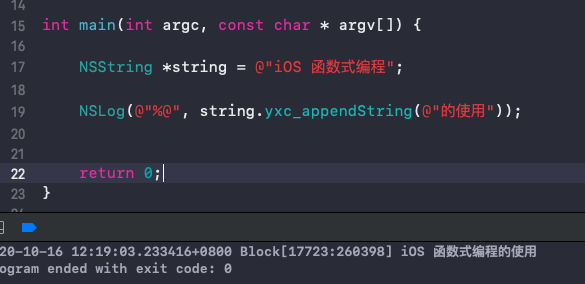 14
15 int main(int argc, const char * argv[]) {
16
17 NSString *string = @"iOS 函数式编程";
18
19 NSLog(@"%@", string.yxc_appendString(@"的使用"));
20
21
22 return 0;
23 }
20-10-16 12:19:03.233416+0800 Block[17723:260398] iOS 函数式编程的使用
ogram ended with exit code: 0